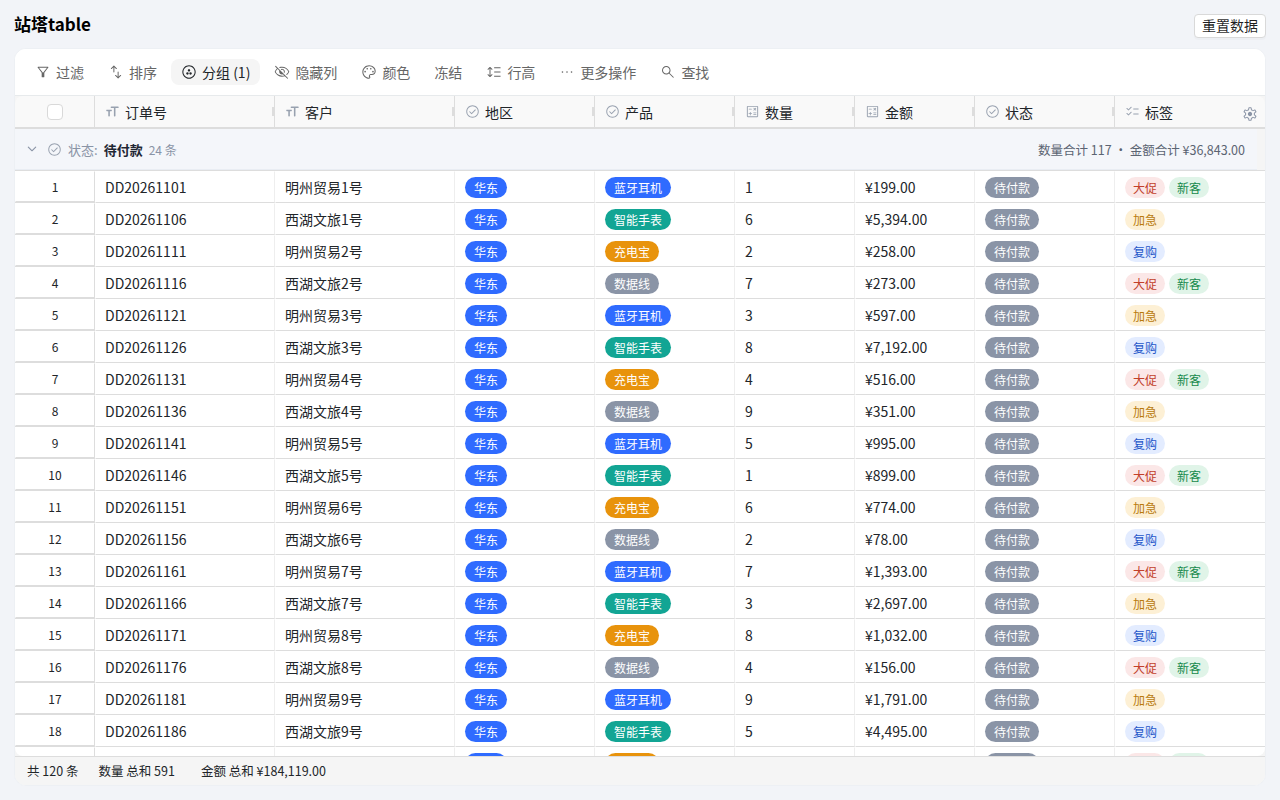 站塔table
重置数据
过滤 排序 分组 (1) 隐藏列 颜色 冻结 行高 更多操作 查找
订单号 客户 地区 产品 数量 金额 状态 标签
状态: 待付款 24 条 数量合计 117 · 金额合计 ¥36,843.00
1 DD20261101 明州贸易1号 华东 蓝牙耳机 1 ¥199.00 待付款 大促 新客
2 DD20261106 西湖文旅1号 华东 智能手表 6 ¥5,394.00 待付款 加急
3 DD20261111 明州贸易2号 华东 充电宝 2 ¥258.00 待付款 复购
4 DD20261116 西湖文旅2号 华东 数据线 7 ¥273.00 待付款 大促 新客
5 DD20261121 明州贸易3号 华东 蓝牙耳机 3 ¥597.00 待付款 加急
6 DD20261126 西湖文旅3号 华东 智能手表 8 ¥7,192.00 待付款 复购
7 DD20261131 明州贸易4号 华东 充电宝 4 ¥516.00 待付款 大促 新客
8 DD20261136 西湖文旅4号 华东 数据线 9 ¥351.00 待付款 加急
9 DD20261141 明州贸易5号 华东 蓝牙耳机 5 ¥995.00 待付款 复购
10 DD20261146 西湖文旅5号 华东 智能手表 1 ¥899.00 待付款 大促 新客
11 DD20261151 明州贸易6号 华东 充电宝 6 ¥774.00 待付款 加急
12 DD20261156 西湖文旅6号 华东 数据线 2 ¥78.00 待付款 复购
13 DD20261161 明州贸易7号 华东 蓝牙耳机 7 ¥1,393.00 待付款 大促 新客
14 DD20261166 西湖文旅7号 华东 智能手表 3 ¥2,697.00 待付款 加急
15 DD20261171 明州贸易8号 华东 充电宝 8 ¥1,032.00 待付款 复购
16 DD20261176 西湖文旅8号 华东 数据线 4 ¥156.00 待付款 大促 新客
17 DD20261181 明州贸易9号 华东 蓝牙耳机 9 ¥1,791.00 待付款 加急
18 DD20261186 西湖文旅9号 华东 智能手表 5 ¥4,495.00 待付款 复购
共 120 条 数量 总和 591 金额 总和 ¥184,119.00